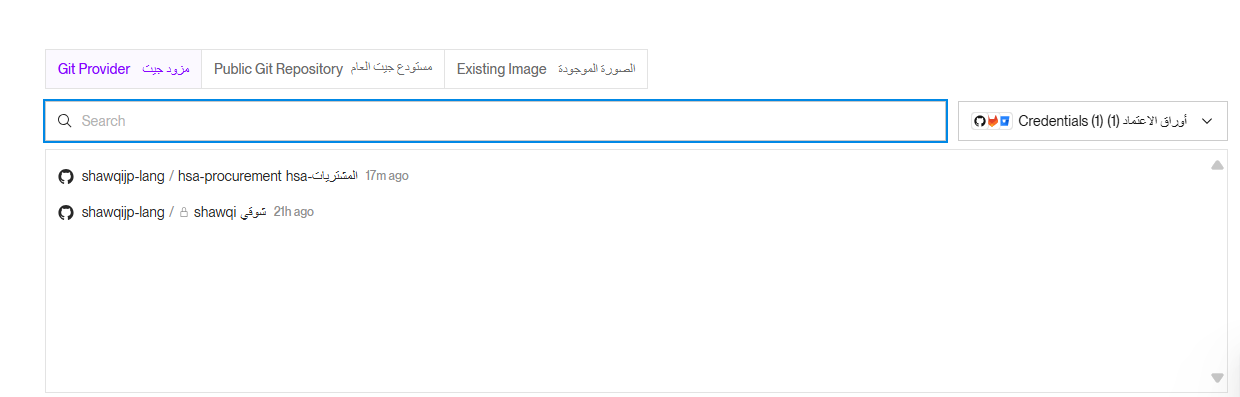 Git Provider مزود جيت Public Git Repository مستودع جيت العام Existing Image الصورة الموجودة
Search Credentials (1) أوراق الاعتماد (1)
shawqijp-lang / hsa-procurement hsa-المشتريات 17m ago
shawqijp-lang / shawqi شوقي 21h ago